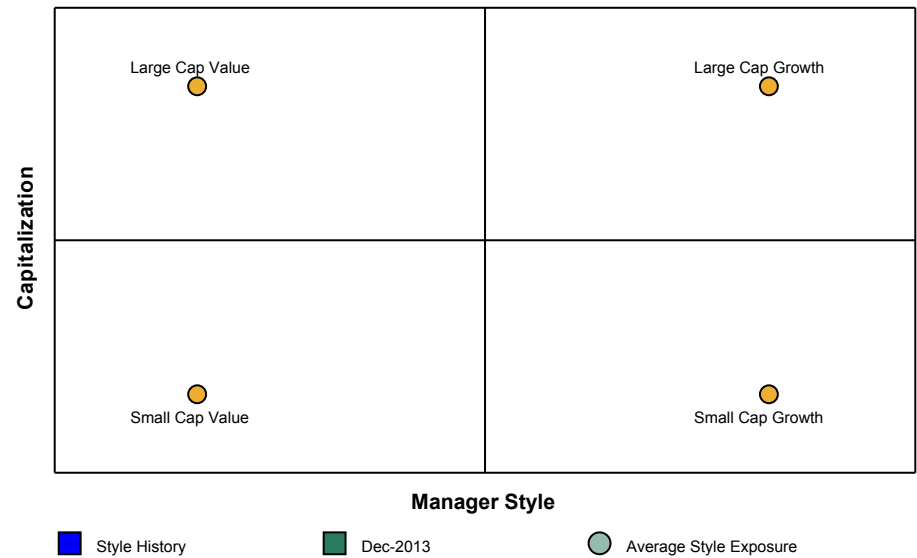 Large Cap Value
Large Cap Growth
Capitalization
Small Cap Value
Small Cap Growth
Manager Style
Style History
Dec-2013
Average Style Exposure